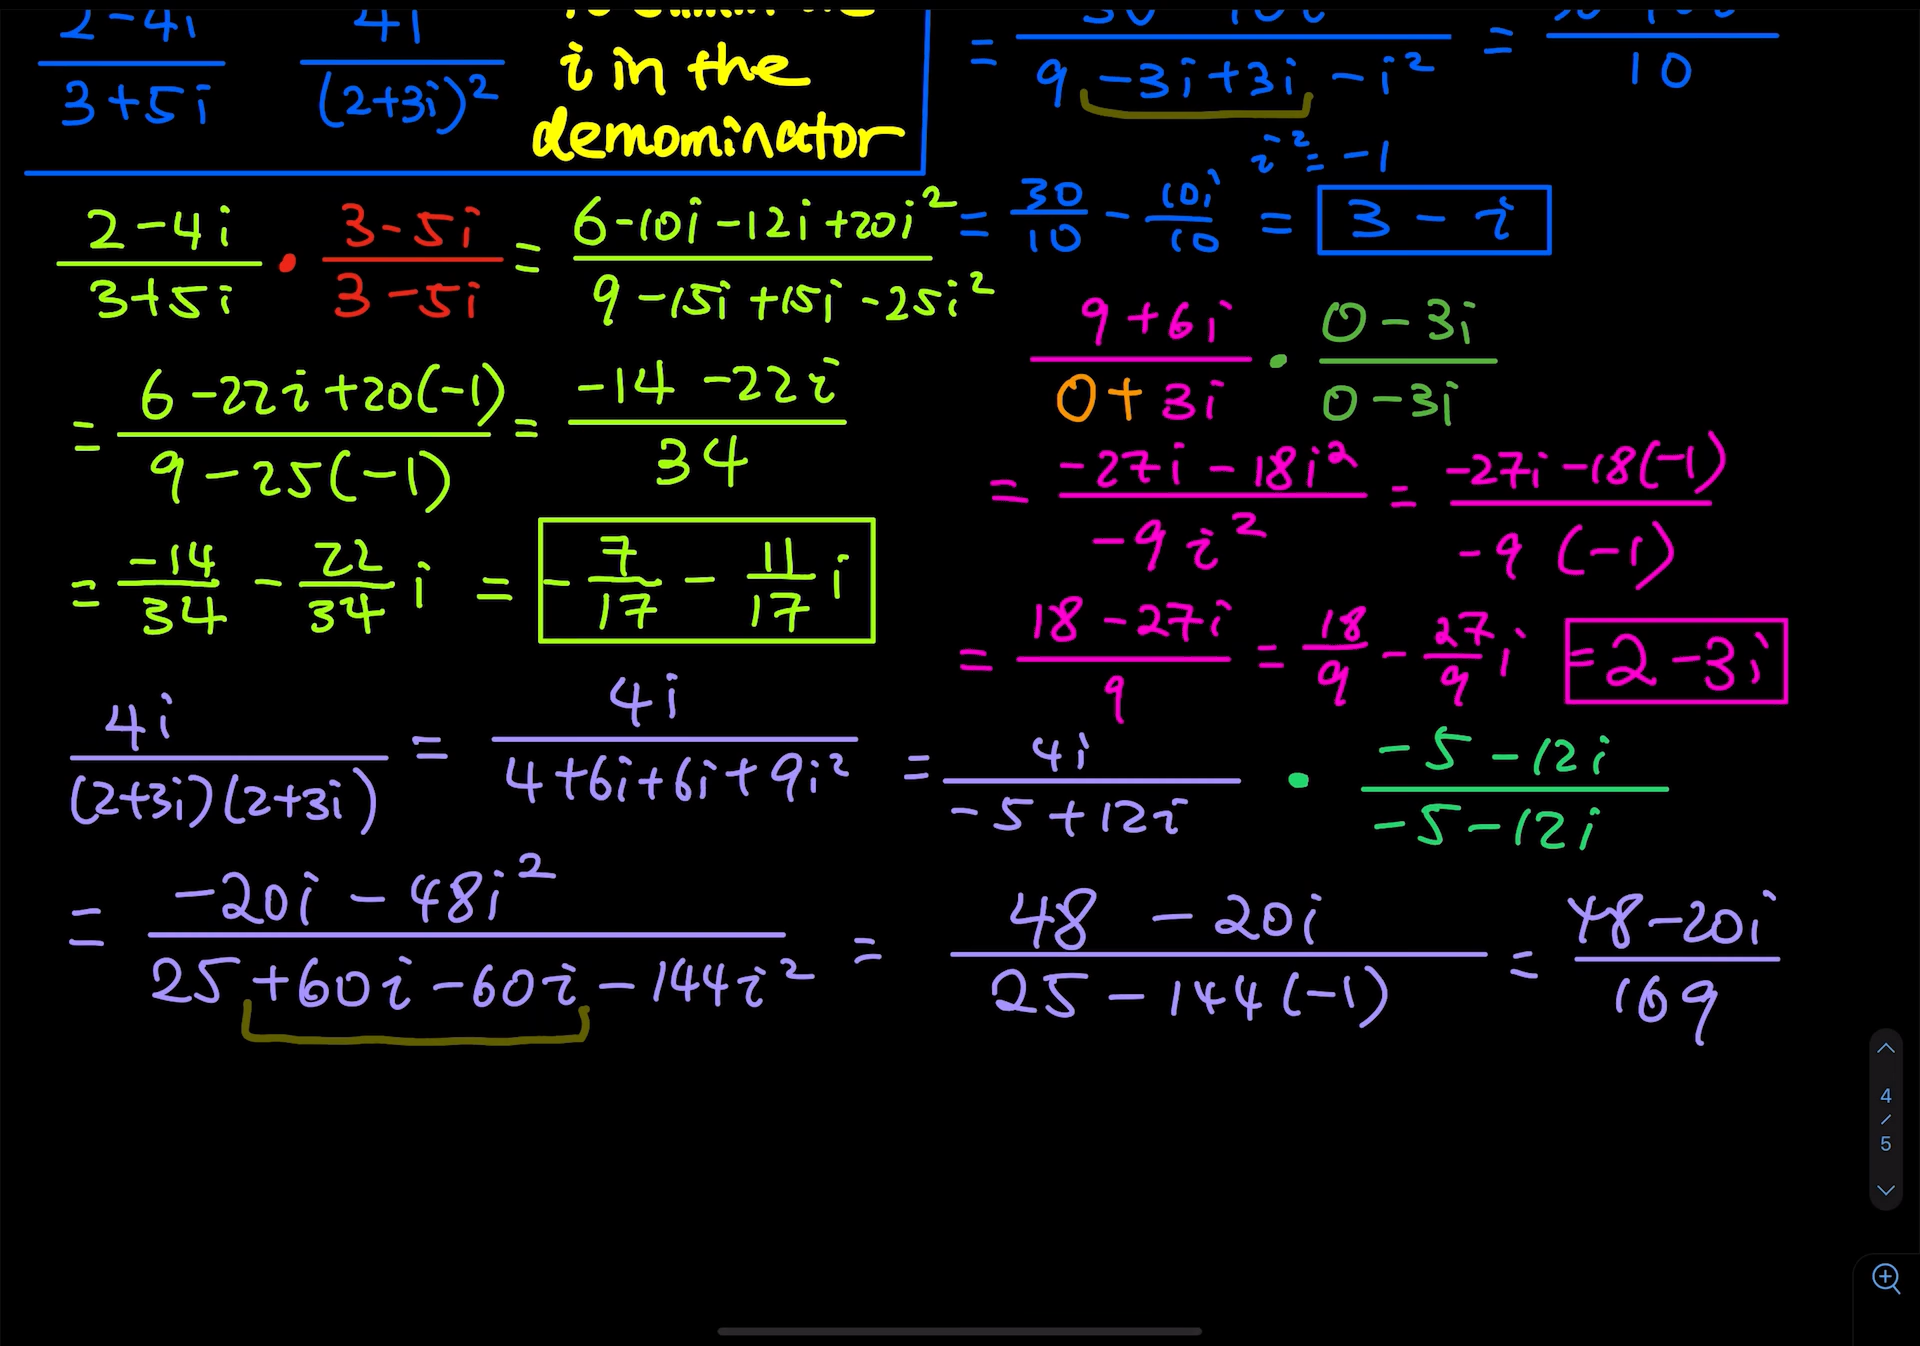 2-4i / 3+5i    4i / (2+3i)²
i in the
demominator
(2-4i)/(3+5i) • (3-5i)/(3-5i) = (6-10i-12i+20i²)/(9-15i+15i-25i²)
= (6-22i+20(-1))/(9-25(-1)) = (-14-22i)/34
= -14/34 - 22/34 i = -7/17 - 11/17 i
= /(9-3i+3i-i²) = /10
i²=-1
= 30/10 - 10i/10 = 3-i
(9+6i)/(0+3i) • (0-3i)/(0-3i)
= (-27i-18i²)/(-9i²) = (-27i-18(-1))/(-9(-1))
= (18-27i)/9 = 18/9 - 27/9 i = 2-3i
4i/((2+3i)(2+3i)) = 4i/(4+6i+6i+9i²) = 4i/(-5+12i) • (-5-12i)/(-5-12i)
= (-20i-48i²)/(25+60i-60i-144i²) = (48-20i)/(25-144(-1)) = (48-20i)/169
4
/
5